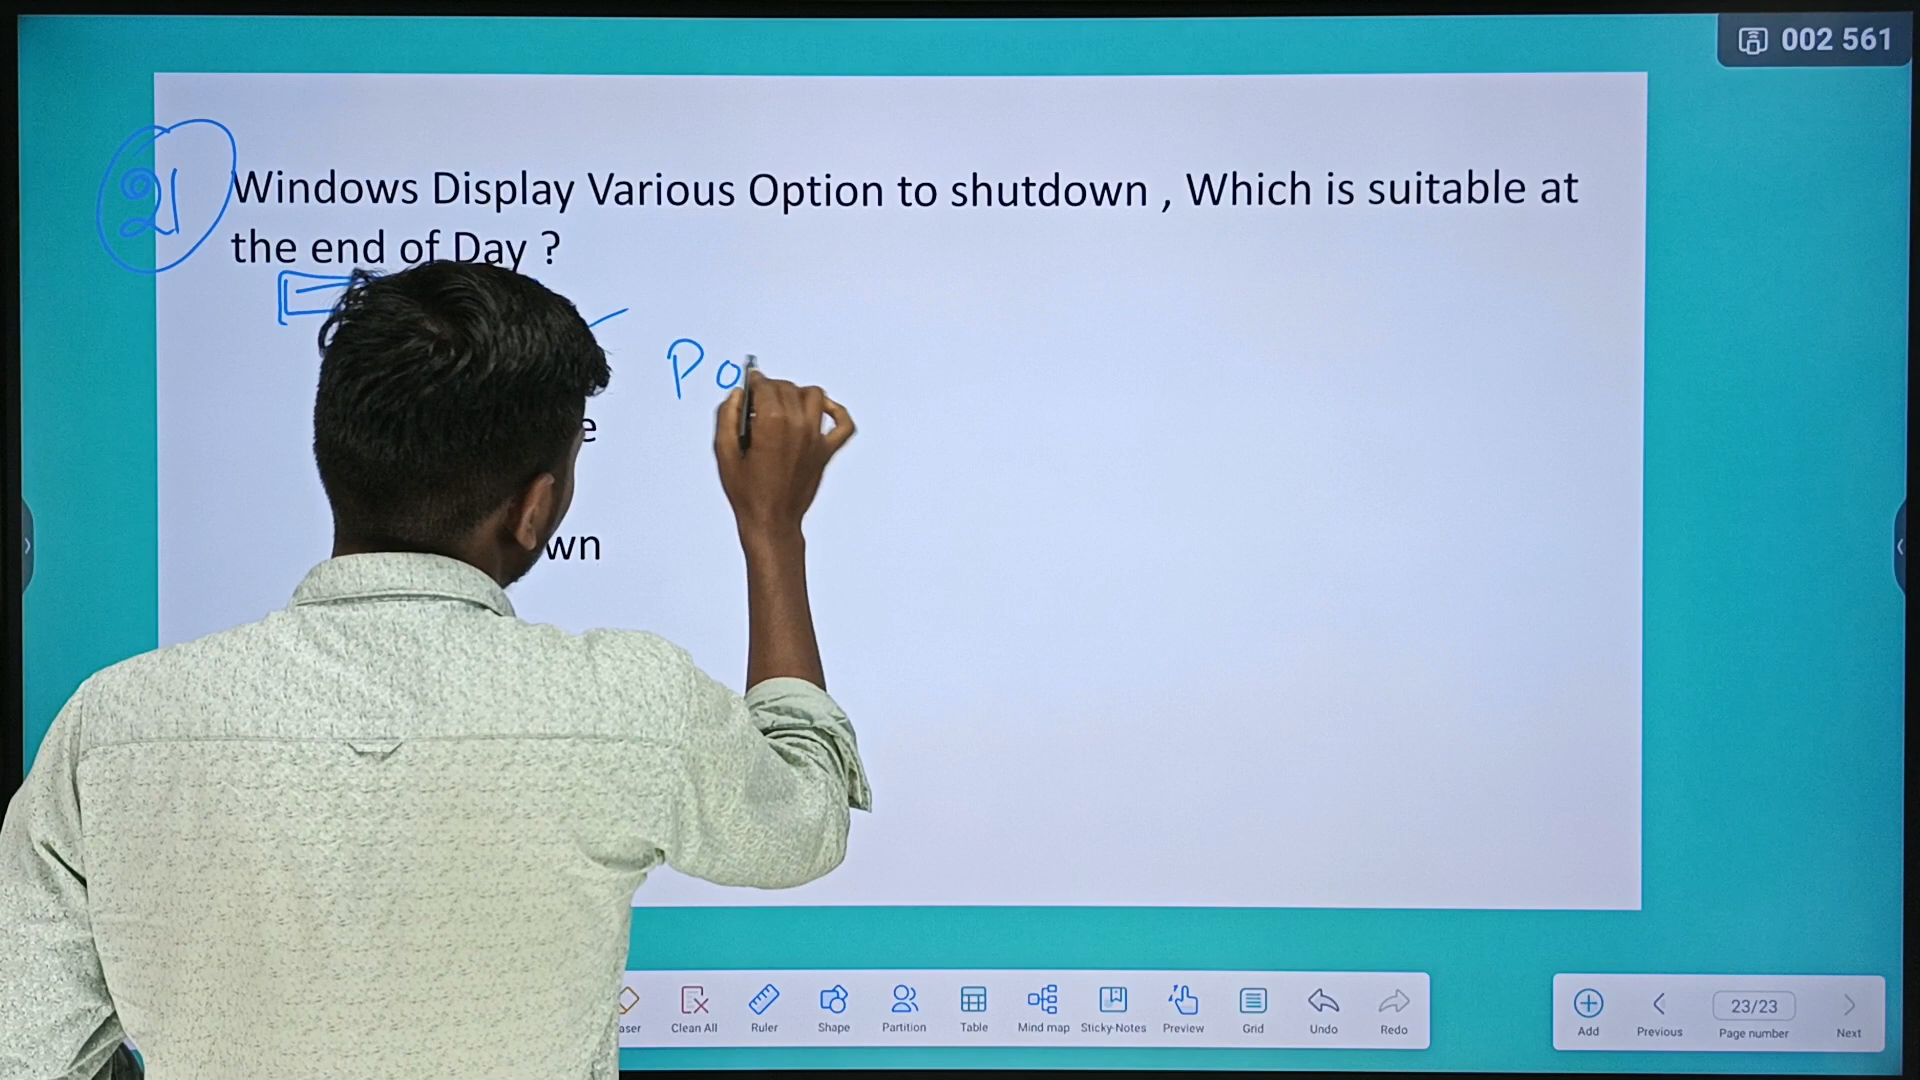 002 561
21
Windows Display Various Option to shutdown , Which is suitable at
the end of Day ?
Po
Clean All
Ruler
Shape
Partition
Table
Mind map
Sticky Notes
Preview
Grid
Undo
Redo
Add
Previous
23/23
Page number
Next